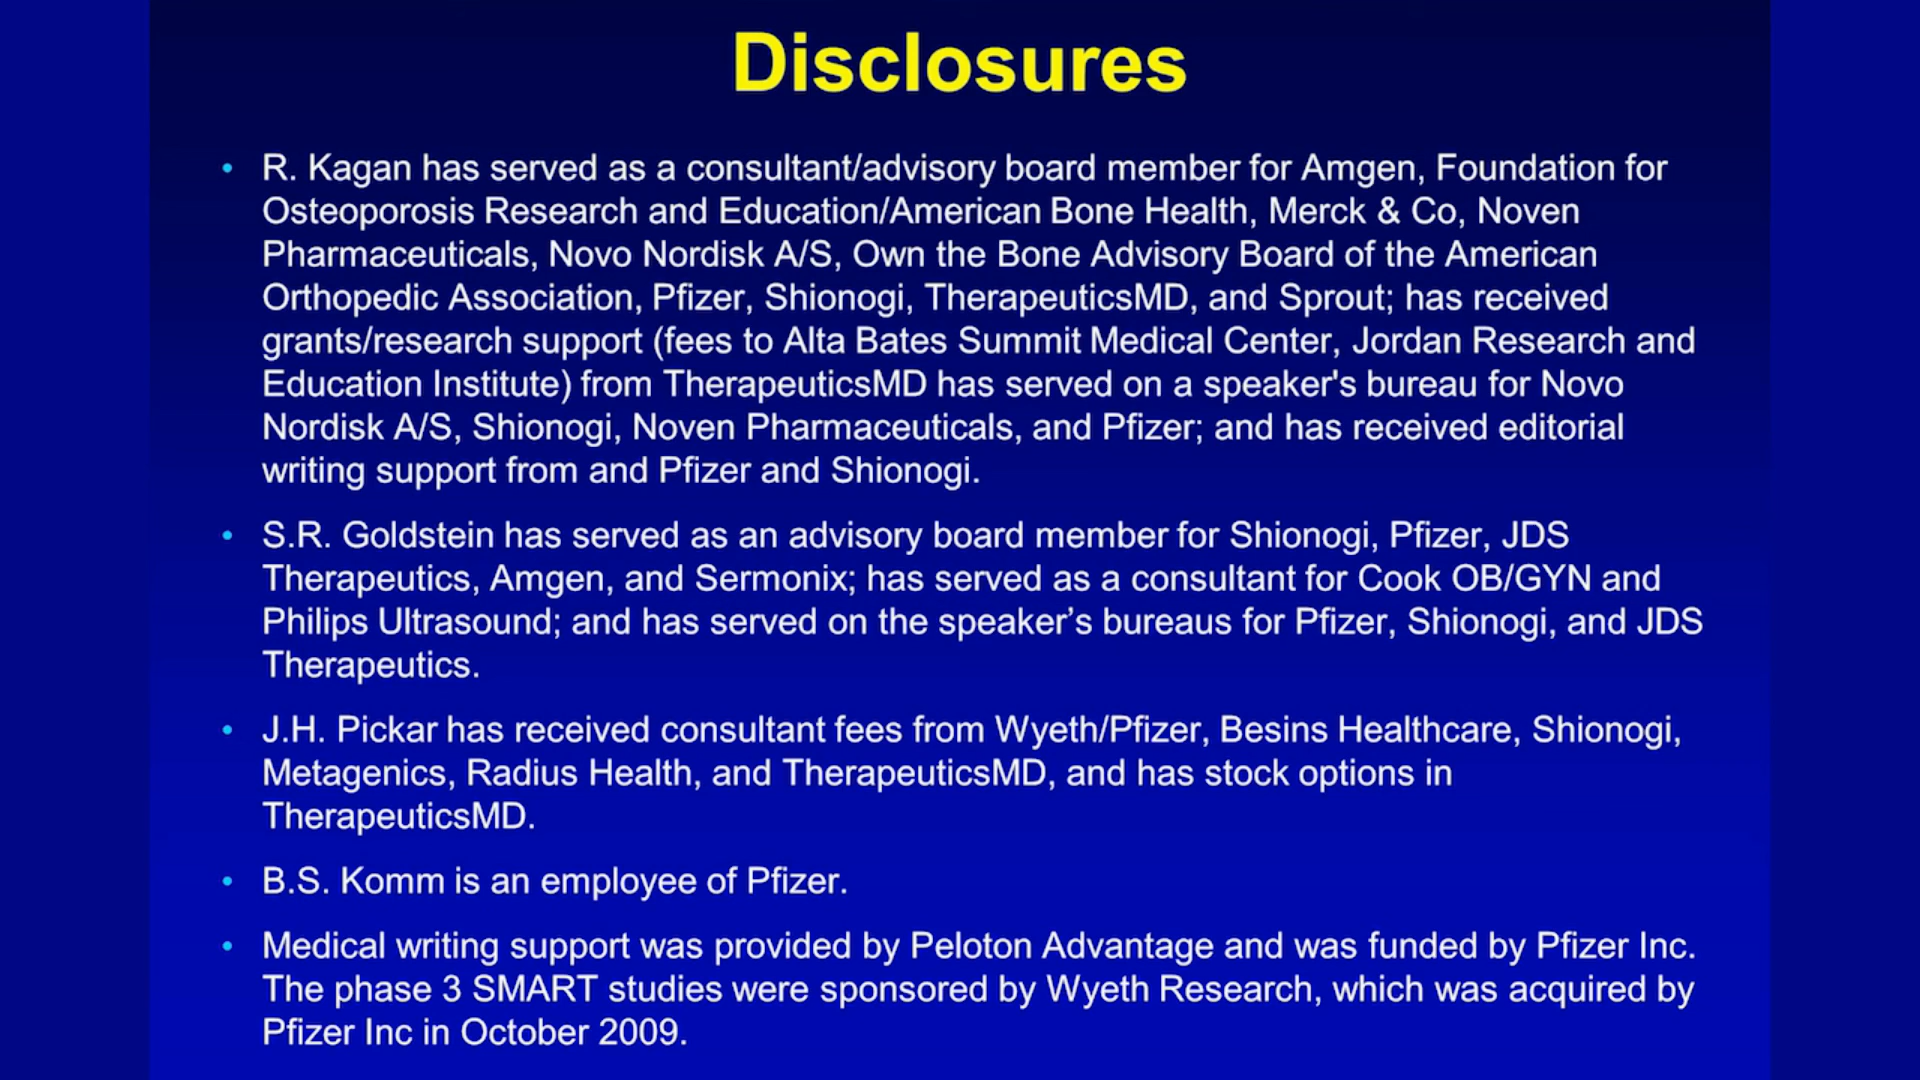 Disclosures
• R. Kagan has served as a consultant/advisory board member for Amgen, Foundation for
Osteoporosis Research and Education/American Bone Health, Merck & Co, Noven
Pharmaceuticals, Novo Nordisk A/S, Own the Bone Advisory Board of the American
Orthopedic Association, Pfizer, Shionogi, TherapeuticsMD, and Sprout; has received
grants/research support (fees to Alta Bates Summit Medical Center, Jordan Research and
Education Institute) from TherapeuticsMD has served on a speaker's bureau for Novo
Nordisk A/S, Shionogi, Noven Pharmaceuticals, and Pfizer; and has received editorial
writing support from and Pfizer and Shionogi.
• S.R. Goldstein has served as an advisory board member for Shionogi, Pfizer, JDS
Therapeutics, Amgen, and Sermonix; has served as a consultant for Cook OB/GYN and
Philips Ultrasound; and has served on the speaker’s bureaus for Pfizer, Shionogi, and JDS
Therapeutics.
• J.H. Pickar has received consultant fees from Wyeth/Pfizer, Besins Healthcare, Shionogi,
Metagenics, Radius Health, and TherapeuticsMD, and has stock options in
TherapeuticsMD.
• B.S. Komm is an employee of Pfizer.
• Medical writing support was provided by Peloton Advantage and was funded by Pfizer Inc.
The phase 3 SMART studies were sponsored by Wyeth Research, which was acquired by
Pfizer Inc in October 2009.